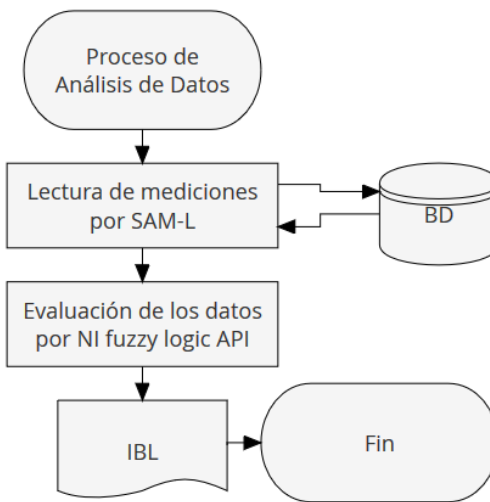 Proceso de
Análisis de Datos
Lectura de mediciones
por SAM-L
BD
Evaluación de los datos
por NI fuzzy logic API
IBL
Fin